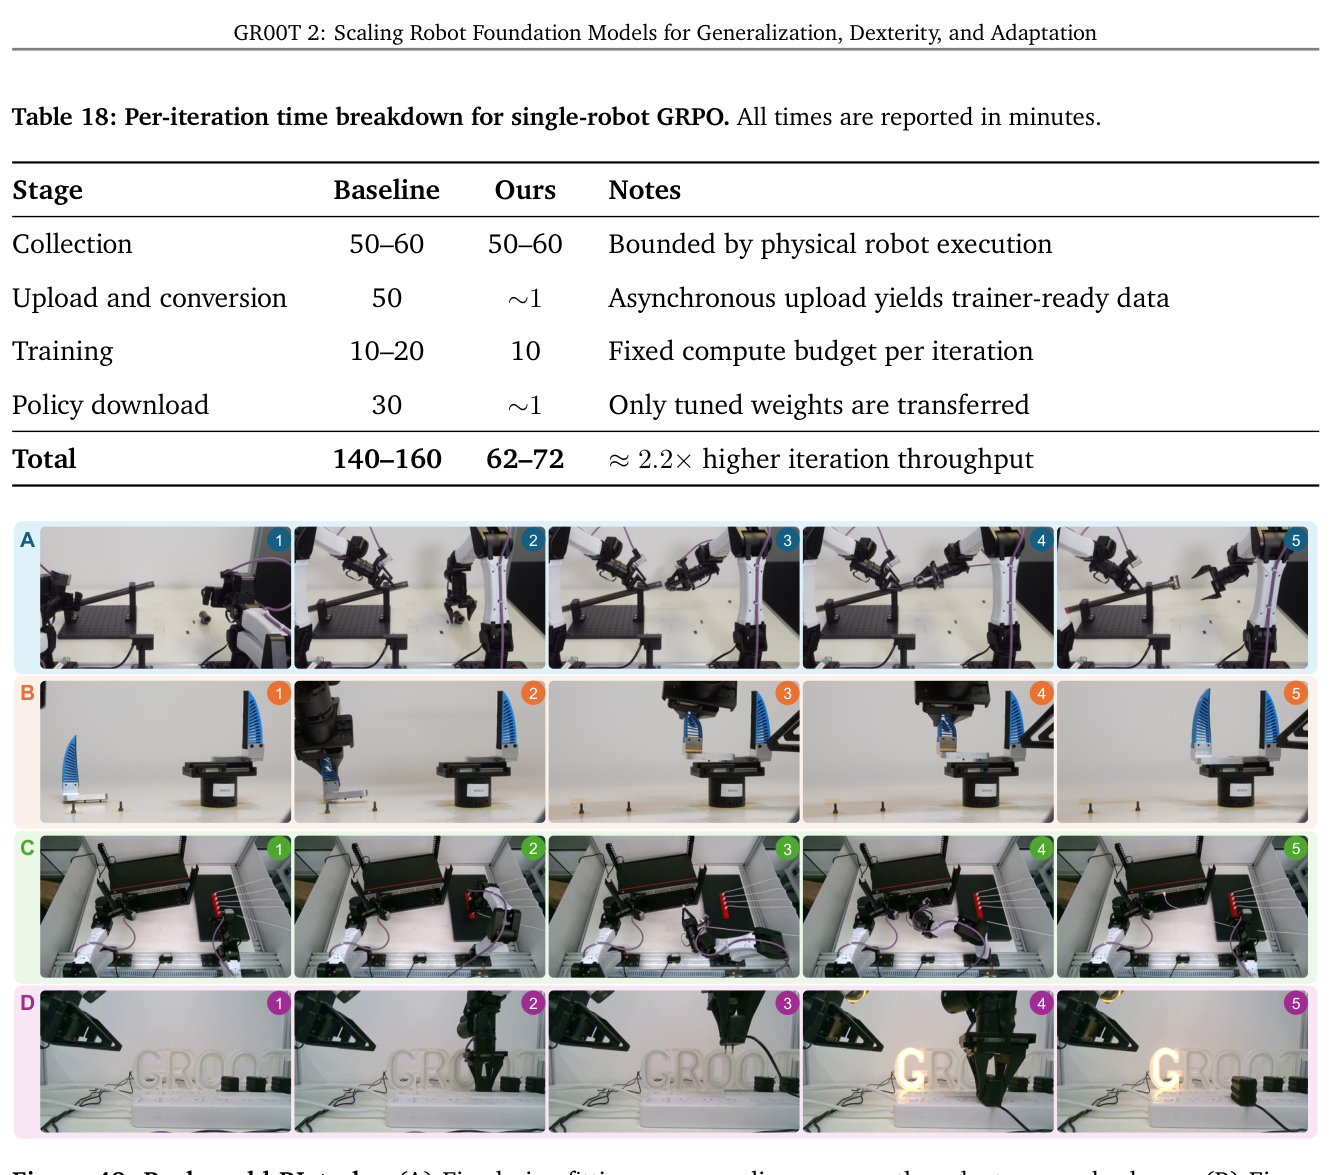 GR00T 2: Scaling Robot Foundation Models for Generalization, Dexterity, and Adaptation
Table 18: Per-iteration time breakdown for single-robot GRPO. All times are reported in minutes.
Stage Baseline Ours Notes
Collection 50–60 50–60 Bounded by physical robot execution
Upload and conversion 50 ∼1 Asynchronous upload yields trainer-ready data
Training 10–20 10 Fixed compute budget per iteration
Policy download 30 ∼1 Only tuned weights are transferred
Total 140–160 62–72 ≈ 2.2× higher iteration throughput
A 1 2 3 4 5
B 1 2 3 4 5
C 1 2 3 4 5
D 1 2 3 4 5
GROOT GROOT GROOT GROOT GROOT